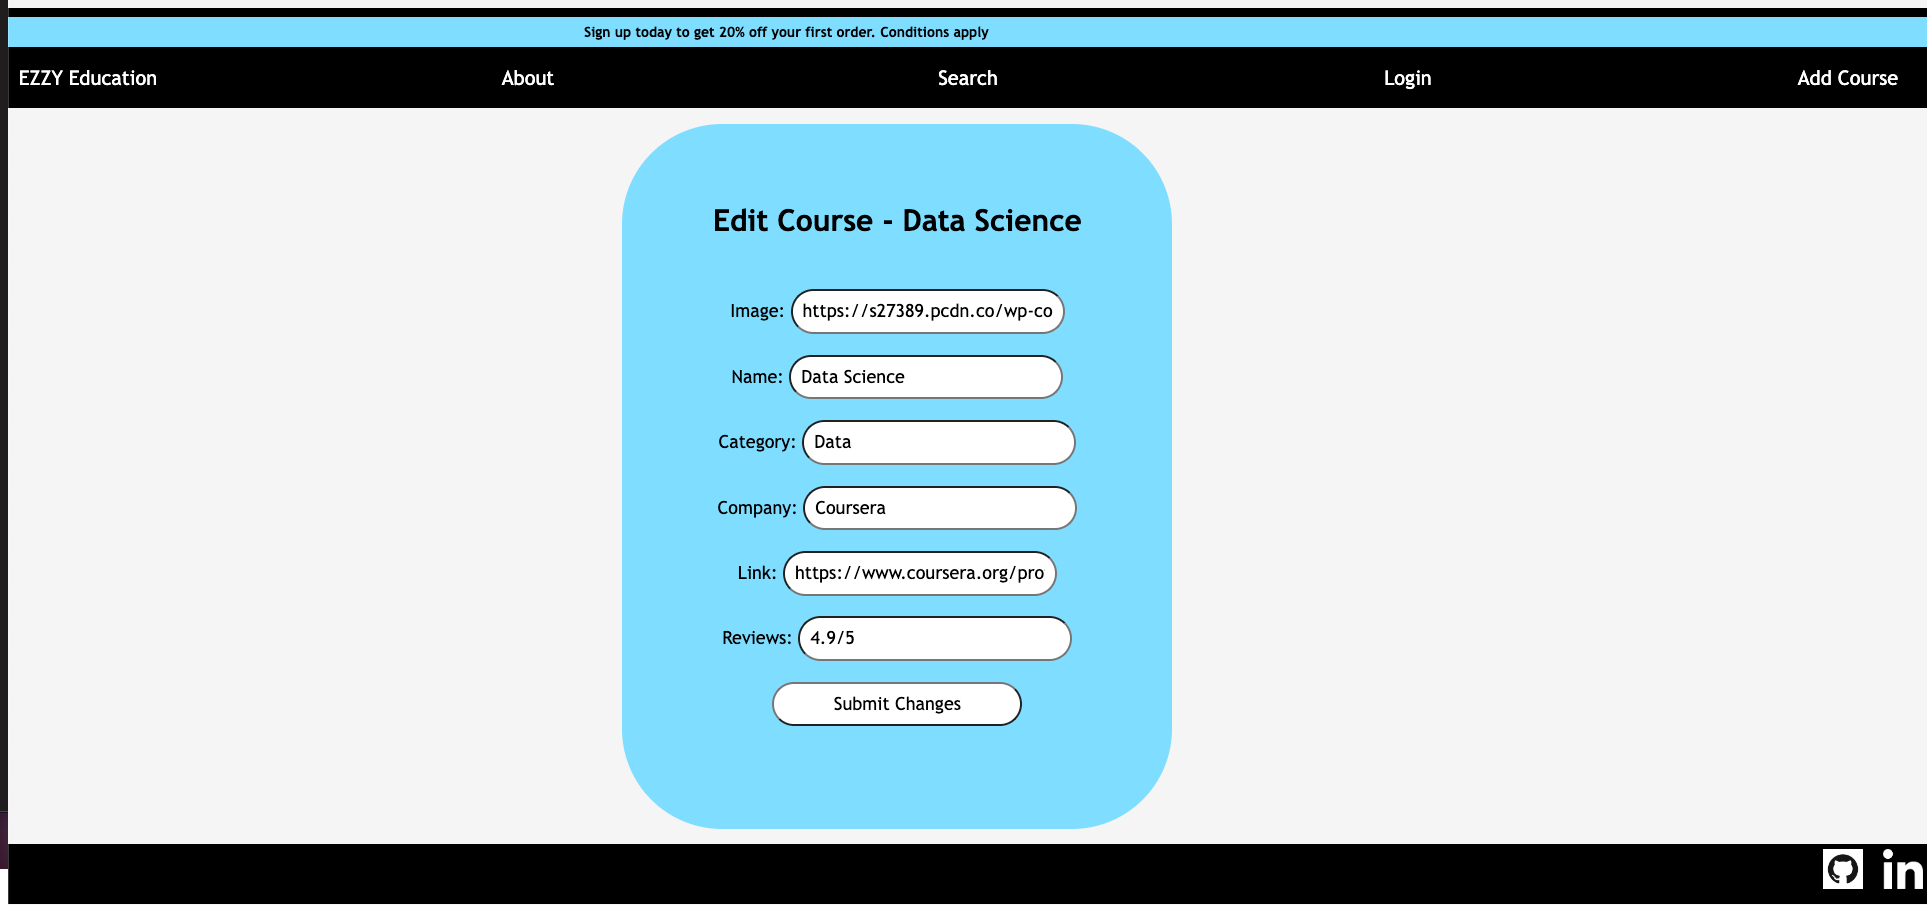 Sign up today to get 20% off your first order. Conditions apply
EZZY Education About Search Login Add Course
Edit Course - Data Science
Image: https://s27389.pcdn.co/wp-co
Name: Data Science
Category: Data
Company: Coursera
Link: https://www.coursera.org/pro
Reviews: 4.9/5
Submit Changes
in